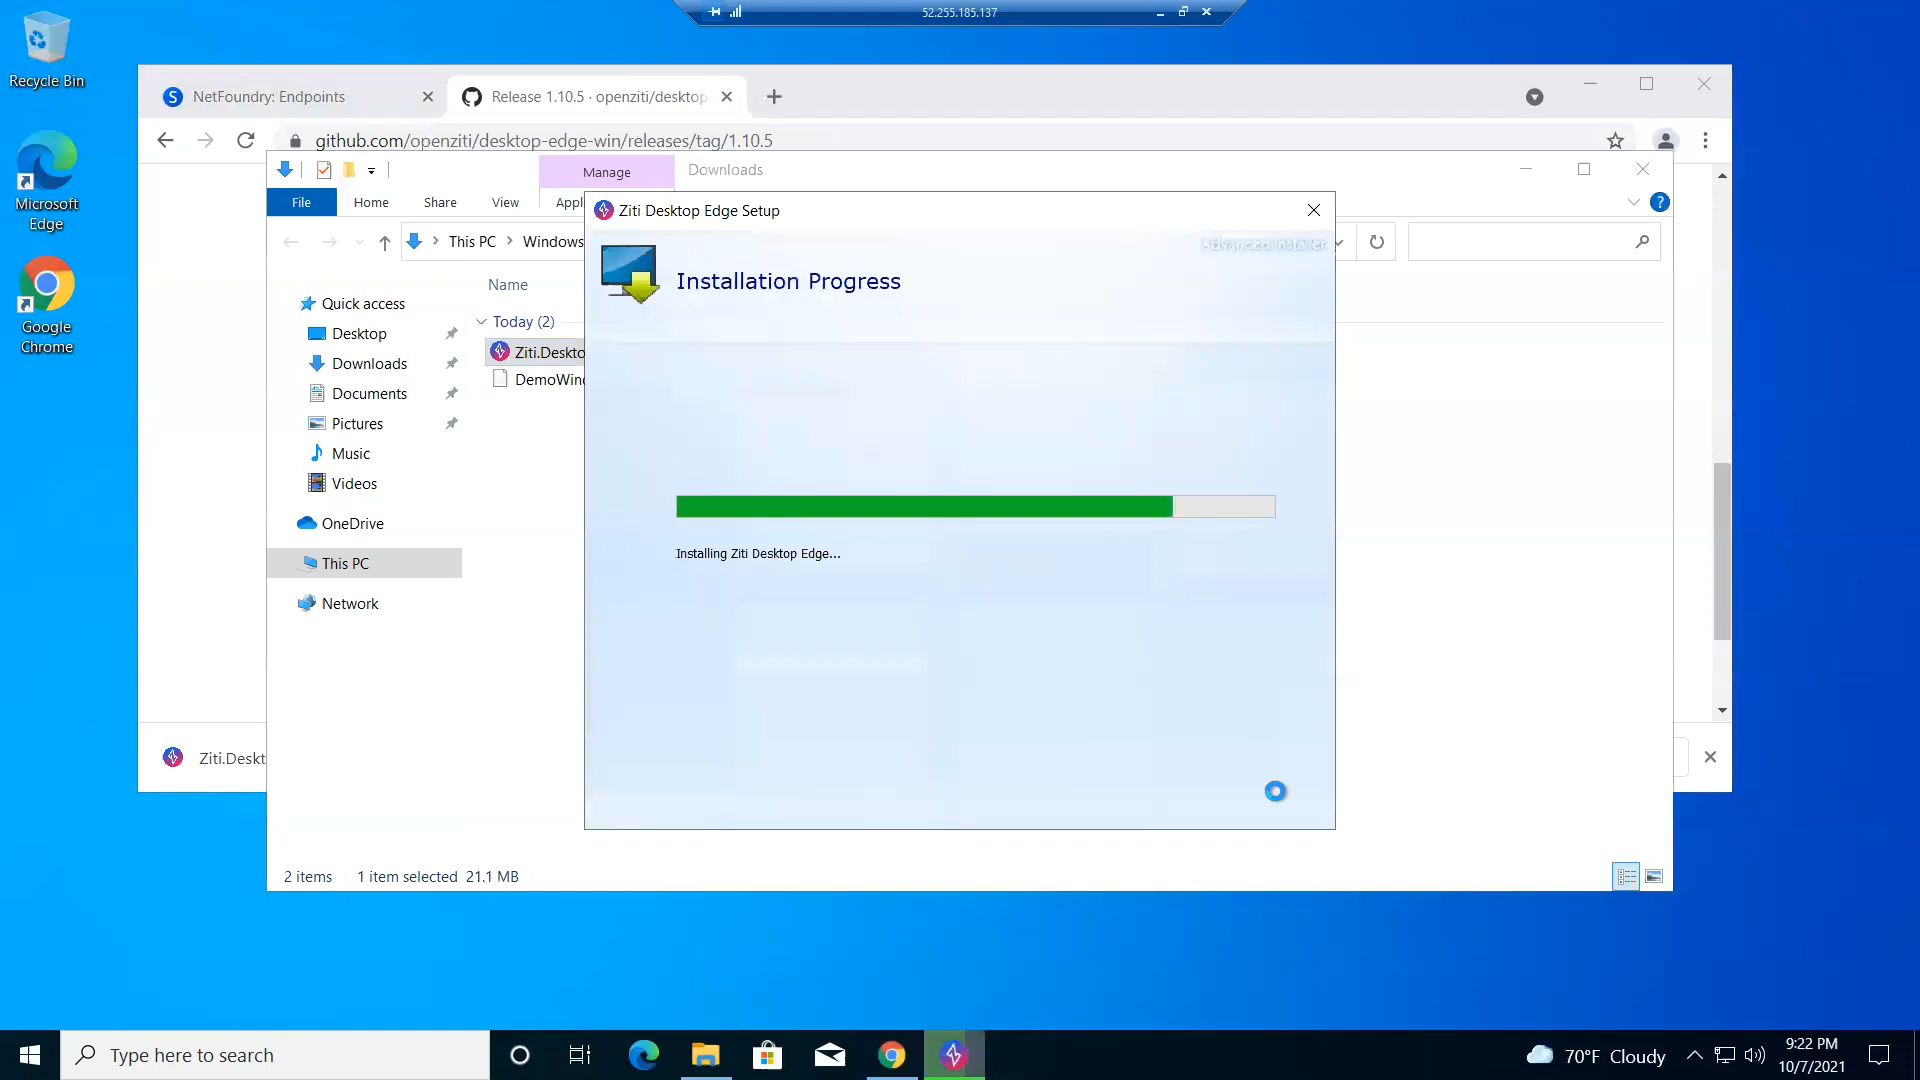 52.255.185.137
Recycle Bin
NetFoundry: Endpoints
Release 1.10.5 · openziti/desktop
github.com/openziti/desktop-edge-win/releases/tag/1.10.5
Microsoft
Edge
Manage
Downloads
File
Home
Share
View
Appl
Ziti Desktop Edge Setup
This PC
Windows
Advanced Installer
Installation Progress
Google
Chrome
Name
Quick access
Today (2)
Desktop
Ziti.Deskto
Downloads
DemoWind
Documents
Pictures
Music
Videos
OneDrive
Installing Ziti Desktop Edge...
This PC
Network
Ziti.Deskt
2 items
1 item selected 21.1 MB
Type here to search
70°F Cloudy
9:22 PM
10/7/2021